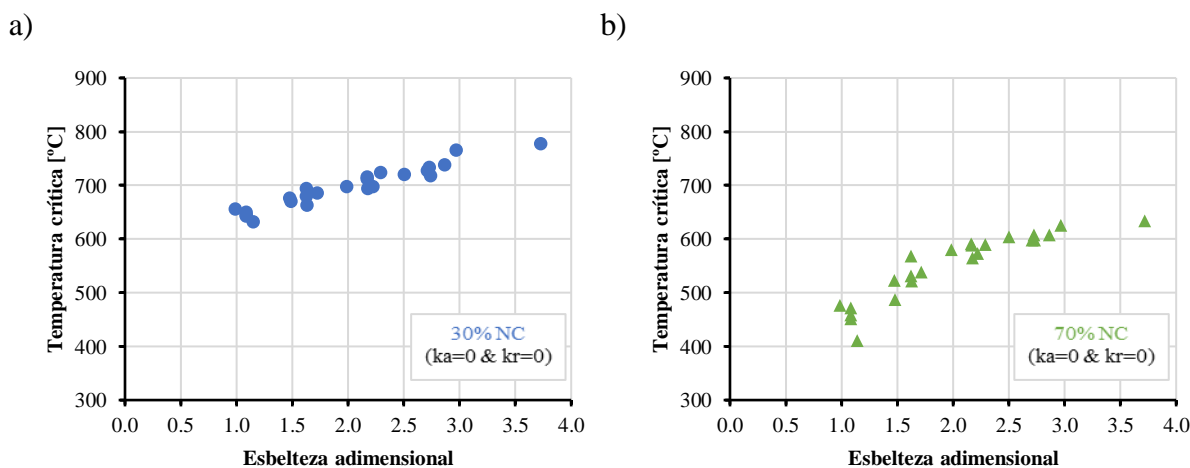 a)
Temperatura crítica [ºC]
900
800
700
600
500
400
300
0.0 0.5 1.0 1.5 2.0 2.5 3.0 3.5 4.0
Esbelteza adimensional
30% NC
(ka=0 & kr=0)
b)
Temperatura crítica [ºC]
900
800
700
600
500
400
300
0.0 0.5 1.0 1.5 2.0 2.5 3.0 3.5 4.0
Esbelteza adimensional
70% NC
(ka=0 & kr=0)